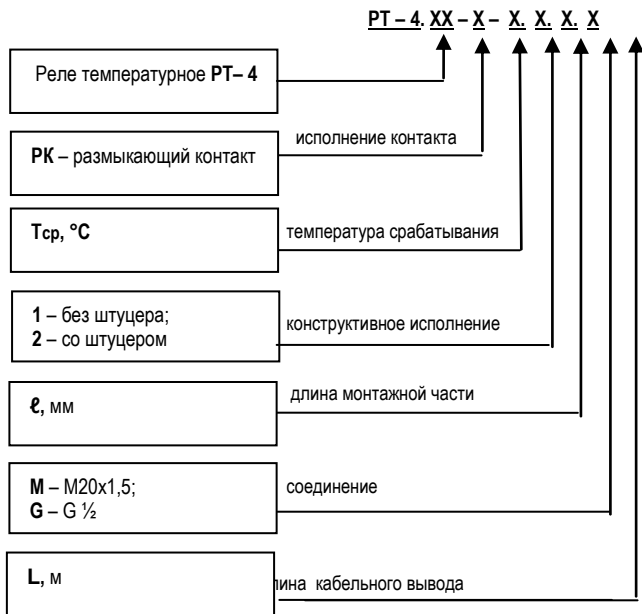 РТ – 4. ХХ – Х – Х. Х. Х. Х
Реле температурное РТ– 4
исполнение контакта
РК – размыкающий контакт
Тср, °С
температура срабатывания
1 – без штуцера;
2 – со штуцером
конструктивное исполнение
ℓ, мм
длина монтажной части
М – М20х1,5;
G – G ½
соединение
L, м
лина кабельного вывода